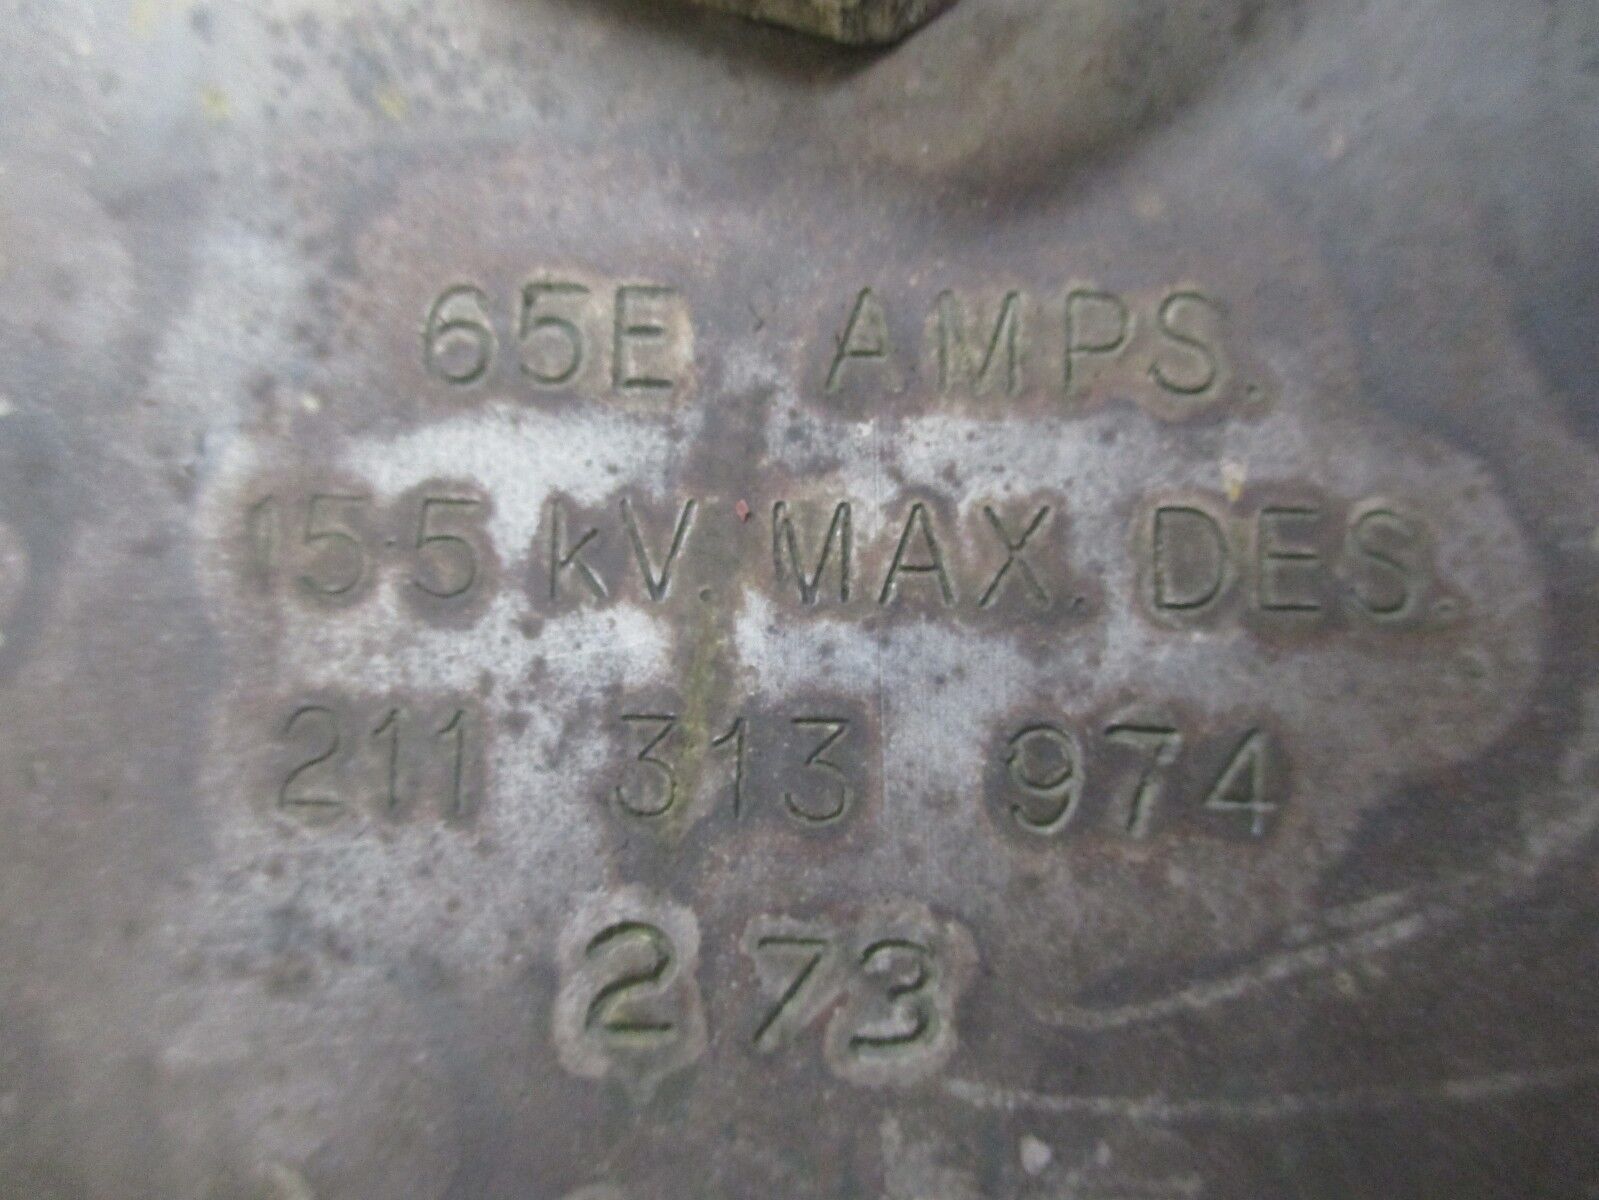 65E AMPS.
15.5 kV. MAX. DES.
211 313 974
2 73